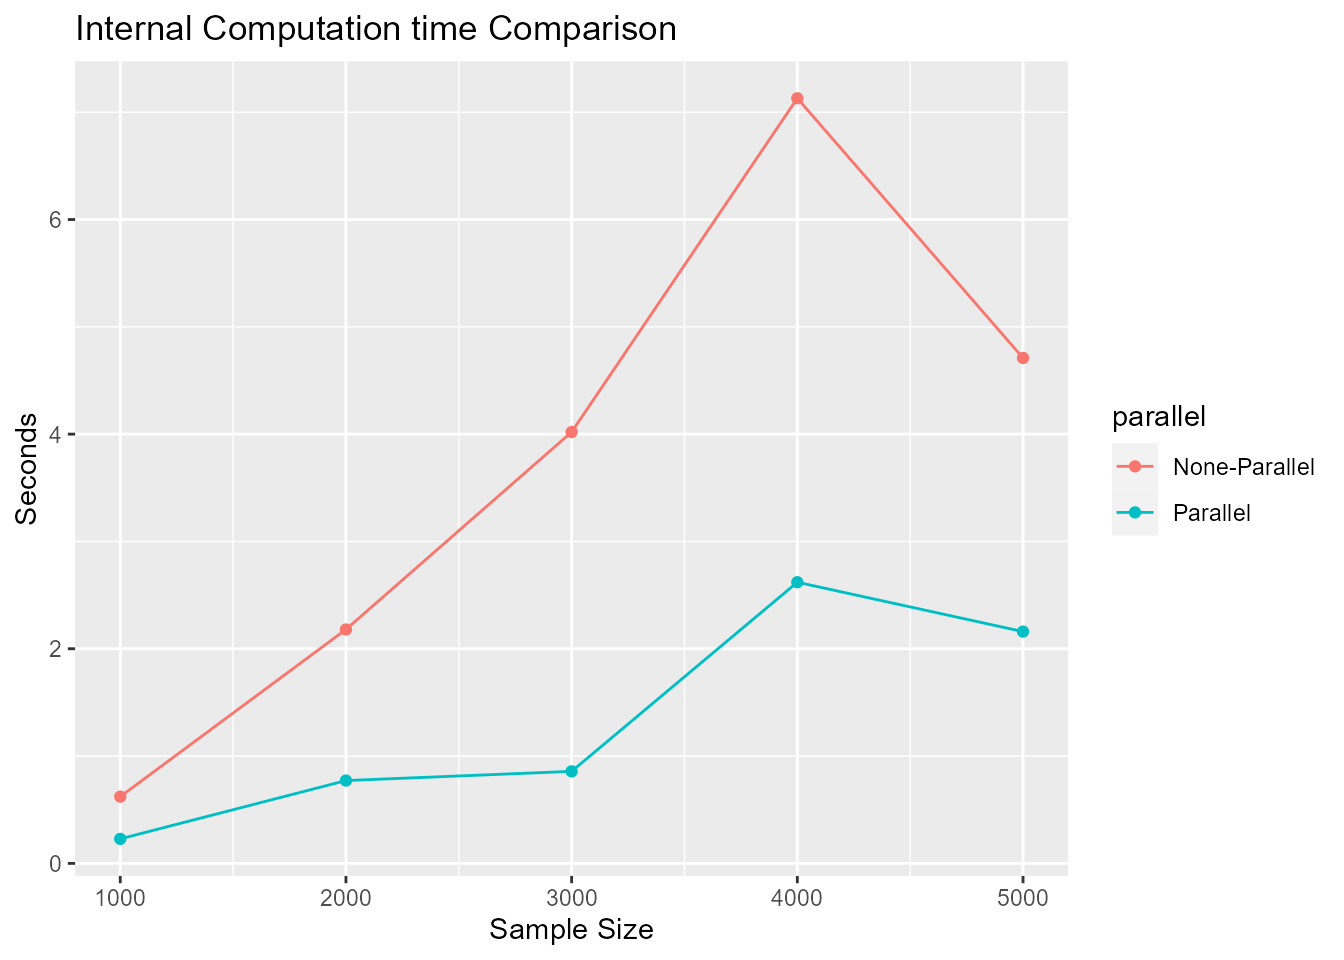 Internal Computation time Comparison
6
4
2
0
Seconds
1000 2000 3000 4000 5000
Sample Size
parallel
None-Parallel
Parallel